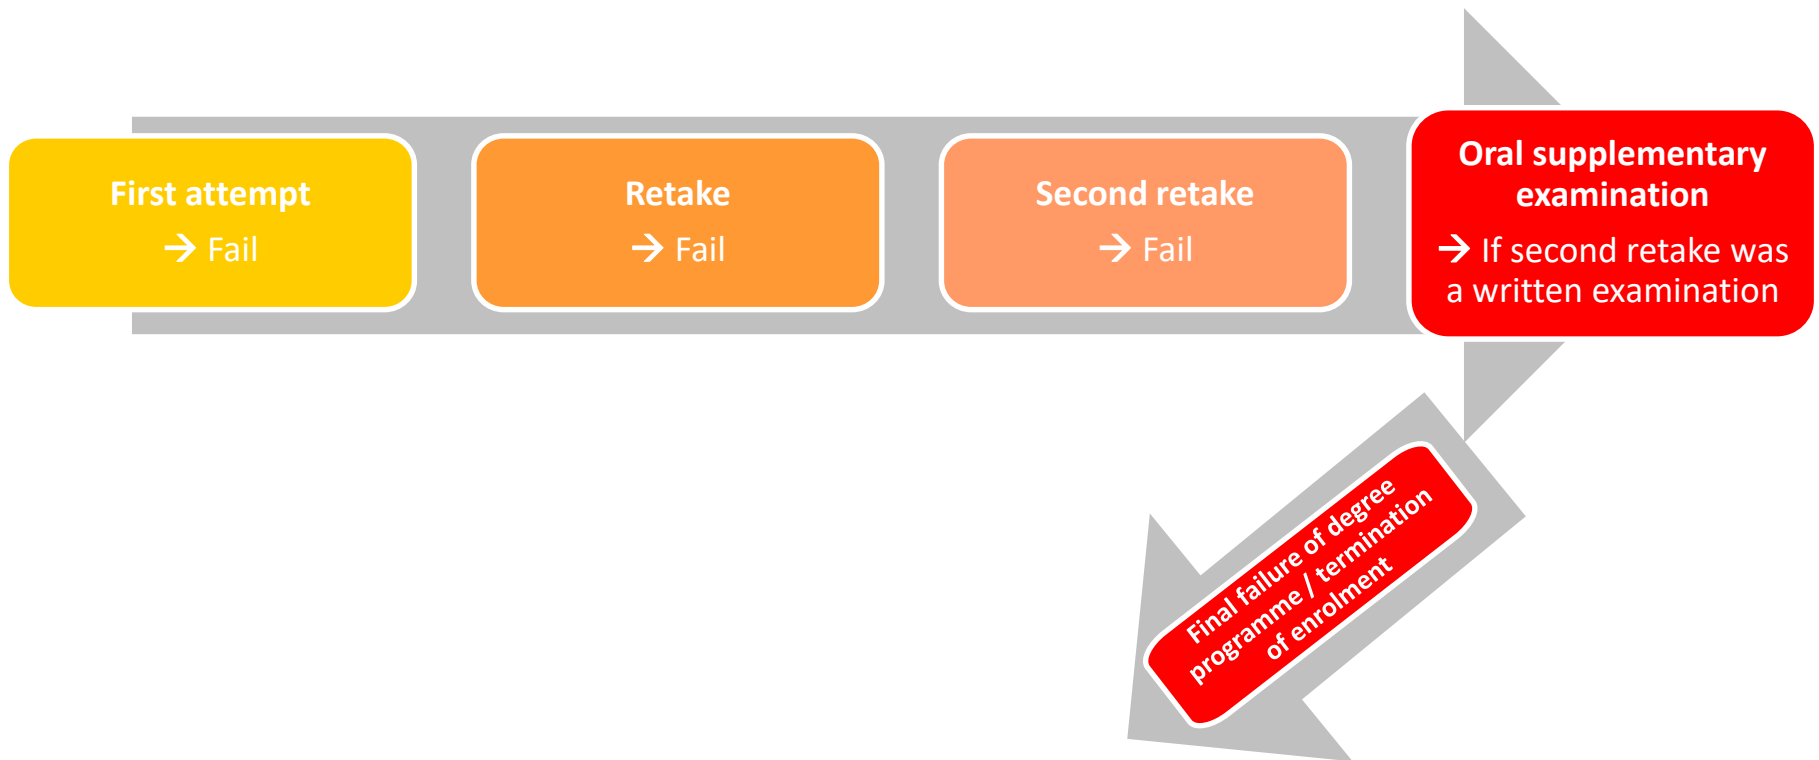 First attempt
→ Fail
Retake
→ Fail
Second retake
→ Fail
Oral supplementary
examination
→ If second retake was
a written examination
Final failure of degree
programme / termination
of enrolment